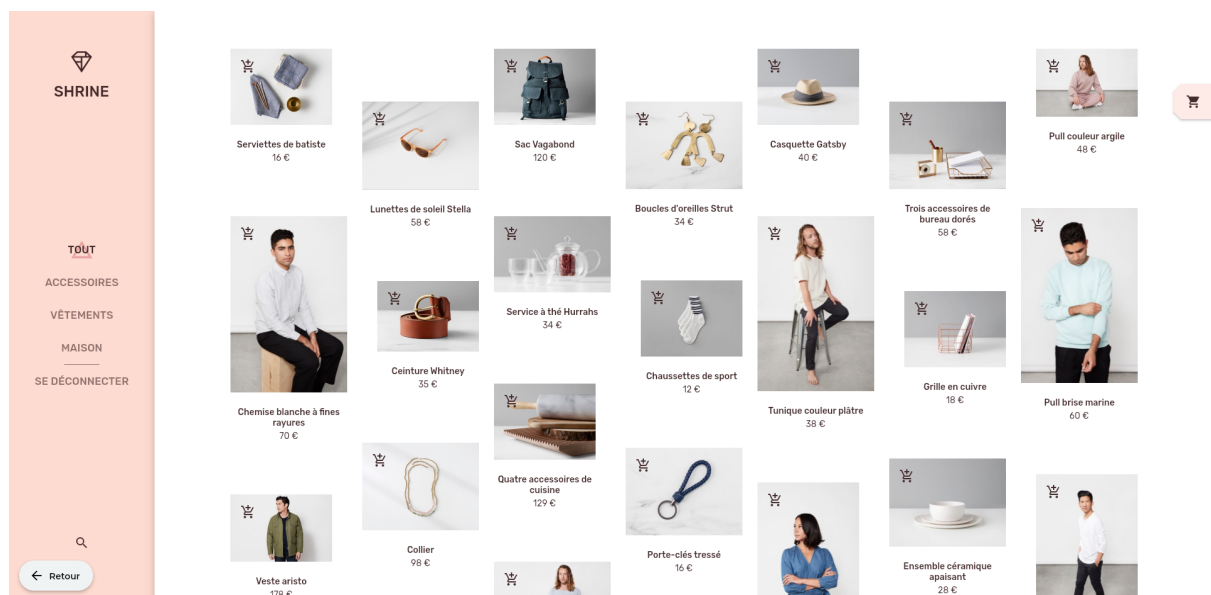 SHRINE
TOUT
ACCESSOIRES
VÊTEMENTS
MAISON
SE DÉCONNECTER
Retour
Serviettes de batiste
16 €
Chemise blanche à fines
rayures
70 €
Veste aristo
178 €
Lunettes de soleil Stella
58 €
Ceinture Whitney
35 €
Collier
98 €
Sac Vagabond
120 €
Service à thé Hurrahs
34 €
Quatre accessoires de
cuisine
129 €
Boucles d'oreilles Strut
34 €
Chaussettes de sport
12 €
Porte-clés tressé
16 €
Casquette Gatsby
40 €
Tunique couleur plâtre
38 €
Trois accessoires de
bureau dorés
58 €
Grille en cuivre
18 €
Ensemble céramique
apaisant
28 €
Pull couleur argile
48 €
Pull brise marine
60 €